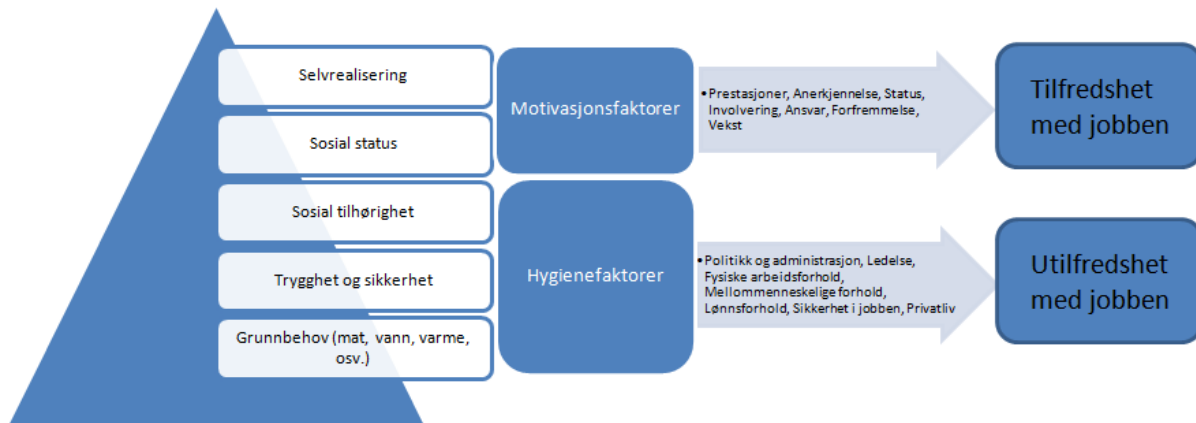 Selvrealisering
Sosial status
Sosial tilhørighet
Trygghet og sikkerhet
Grunnbehov (mat, vann, varme,
osv.)
Motivasjonsfaktorer
Hygienefaktorer
•Prestasjoner, Anerkjennelse, Status,
Involvering, Ansvar, Forfremmelse,
Vekst
•Politikk og administrasjon, Ledelse,
Fysiske arbeidsforhold,
Mellommenneskelige forhold,
Lønnsforhold, Sikkerhet i jobben, Privatliv
Tilfredshet
med jobben
Utilfredshet
med jobben